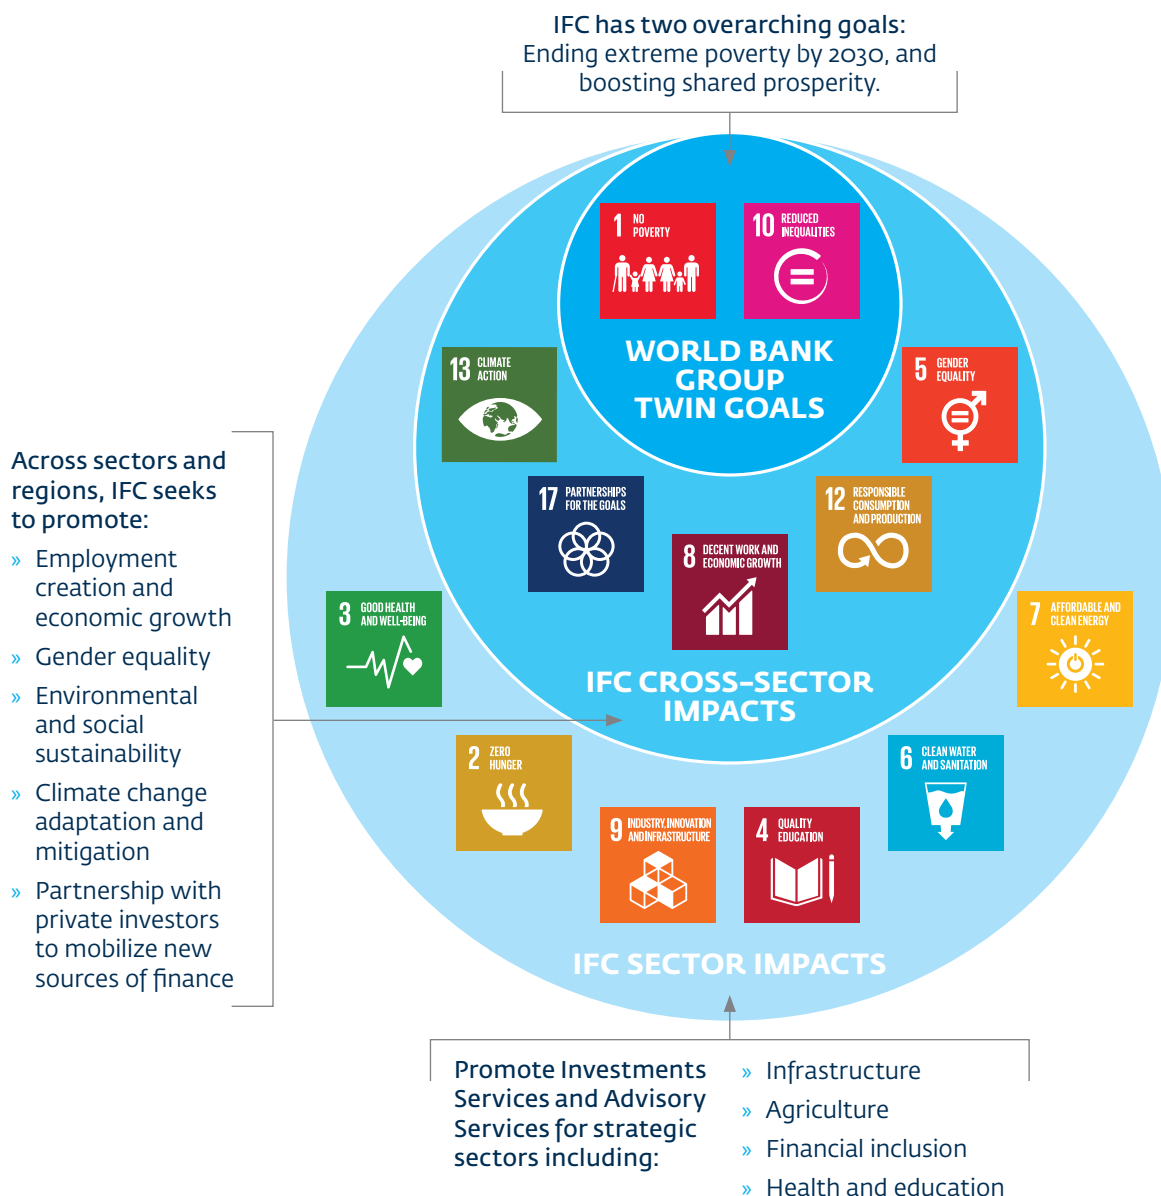 IFC has two overarching goals:
Ending extreme poverty by 2030, and
boosting shared prosperity.
1 NO
POVERTY
10 REDUCED
INEQUALITIES
WORLD BANK
GROUP
TWIN GOALS
13 CLIMATE
ACTION
5 GENDER
EQUALITY
17 PARTNERSHIPS
FOR THE GOALS
12 RESPONSIBLE
CONSUMPTION
AND PRODUCTION
8 DECENT WORK AND
ECONOMIC GROWTH
IFC CROSS-SECTOR
IMPACTS
3 GOOD HEALTH
AND WELL-BEING
7 AFFORDABLE AND
CLEAN ENERGY
2 ZERO
HUNGER
6 CLEAN WATER
AND SANITATION
9 INDUSTRY, INNOVATION
AND INFRASTRUCTURE
4 QUALITY
EDUCATION
IFC SECTOR IMPACTS
Across sectors and
regions, IFC seeks
to promote:
» Employment
creation and
economic growth
» Gender equality
» Environmental
and social
sustainability
» Climate change
adaptation and
mitigation
» Partnership with
private investors
to mobilize new
sources of finance
Promote Investments
Services and Advisory
Services for strategic
sectors including:
» Infrastructure
» Agriculture
» Financial inclusion
» Health and education